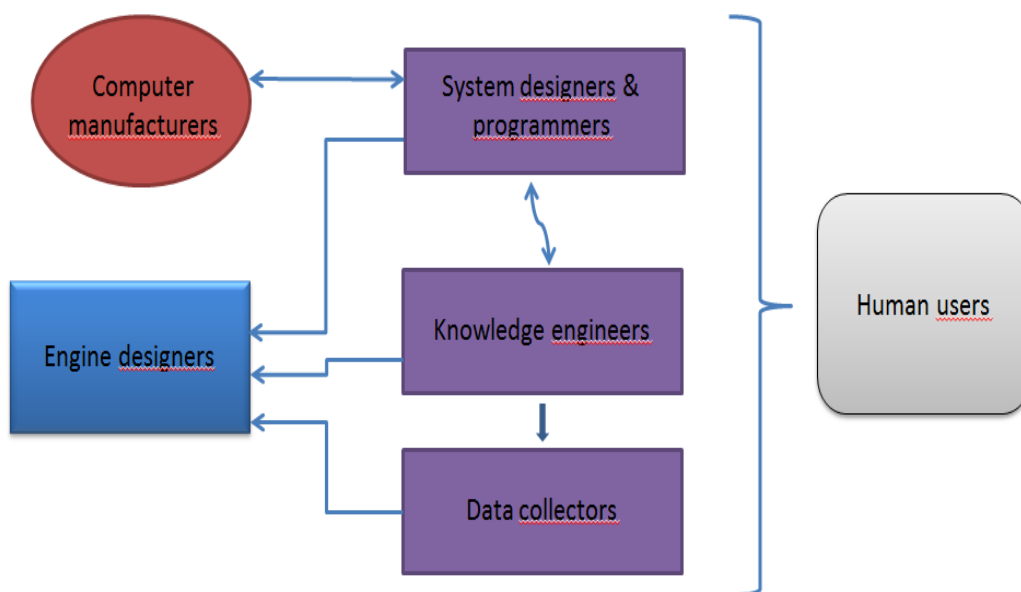 Computer
manufacturers
System designers &
programmers
Engine designers
Knowledge engineers
Human users
Data collectors